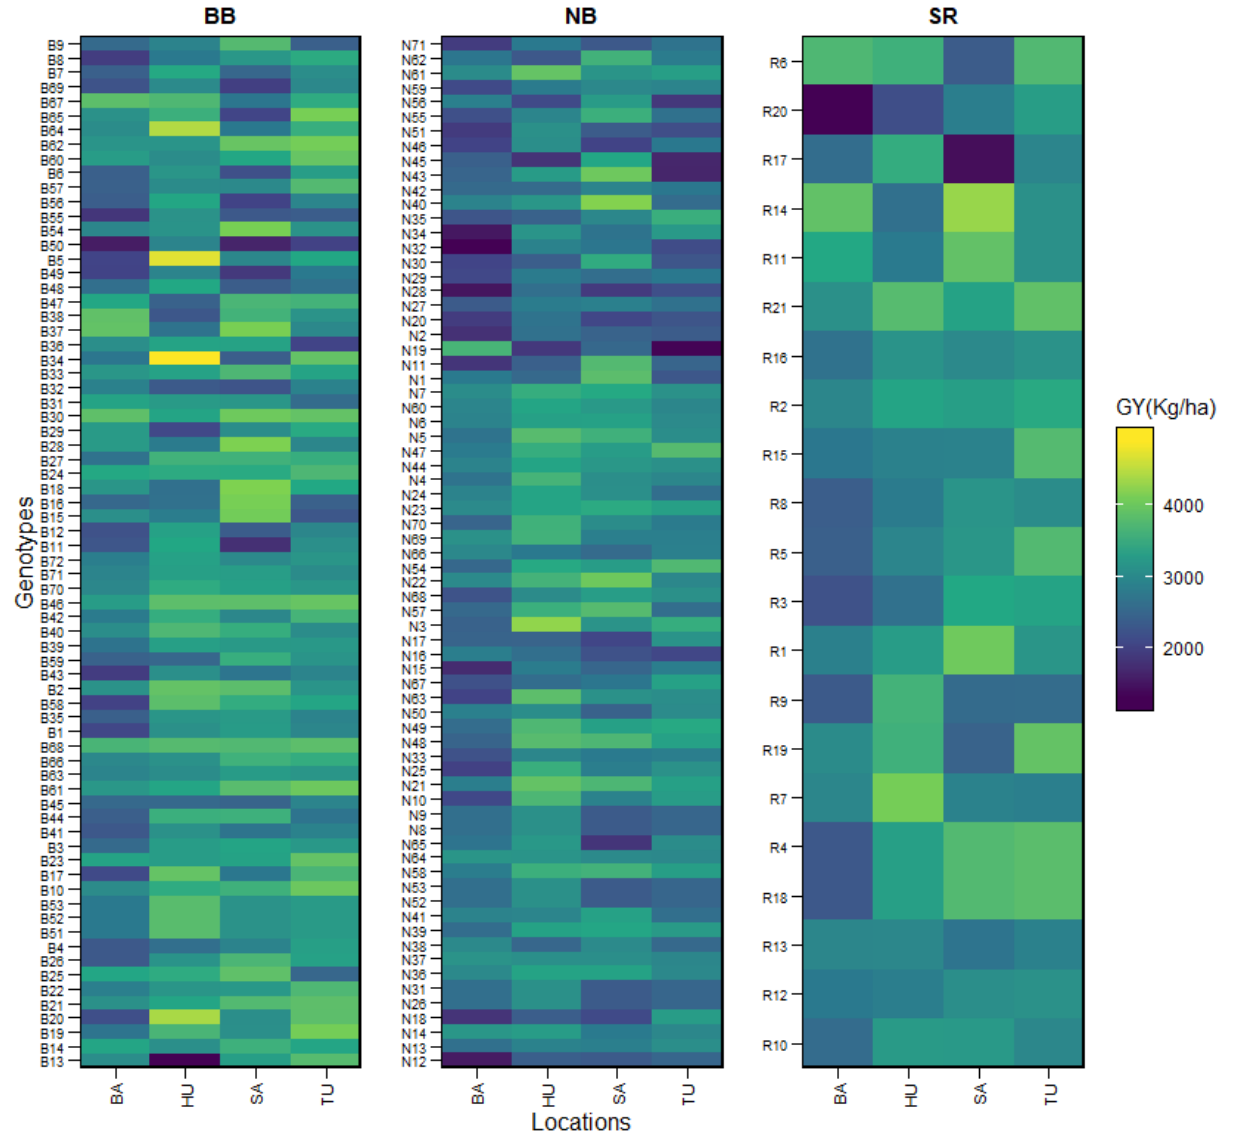 BB
NB
SR
Genotypes
B9
B8
B7
B69
B67
B65
B64
B62
B60
B6
B57
B56
B55
B54
B50
B5
B49
B48
B47
B38
B37
B36
B34
B33
B32
B31
B30
B29
B28
B27
B24
B18
B16
B15
B12
B11
B72
B71
B70
B46
B42
B40
B39
B59
B43
B2
B58
B35
B1
B68
B66
B63
B61
B45
B44
B41
B3
B23
B17
B10
B53
B52
B51
B4
B26
B25
B22
B21
B20
B19
B14
B13
N71
N62
N61
N59
N56
N55
N51
N46
N45
N43
N42
N40
N35
N34
N32
N30
N29
N28
N27
N20
N2
N19
N11
N1
N7
N60
N6
N5
N47
N44
N4
N24
N23
N70
N69
N66
N54
N22
N68
N57
N3
N17
N16
N15
N67
N63
N50
N49
N48
N33
N25
N21
N10
N9
N8
N65
N64
N58
N53
N52
N41
N39
N38
N37
N36
N31
N26
N18
N14
N13
N12
R6
R20
R17
R14
R11
R21
R16
R2
R15
R8
R5
R3
R1
R9
R19
R7
R4
R18
R13
R12
R10
GY(Kg/ha)
4000
3000
2000
BA
HU
SA
TU
BA
HU
SA
TU
BA
HU
SA
TU
Locations